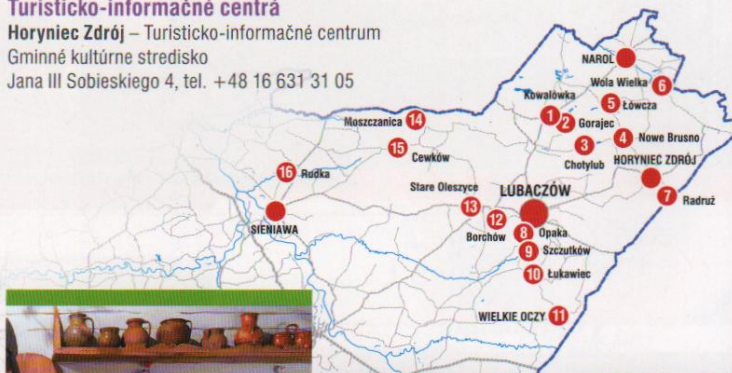 Turisticko-informačné centrá
Horyniec Zdrój – Turisticko-informačné centrum
Gminné kultúrne stredisko
Jana III Sobieskiego 4, tel. +48 16 631 31 05
NAROL
Wola Wielka 6
Kowalówka
5 Łówcza
Moszczanica 14
1 2 Gorajec
4 Nowe Brusno
15 Cewków
3 Chotylub
HORYNIEC ZDRÓJ
16 Rudka
Stare Oleszyce
LUBACZÓW
7 Radruż
13
12 Borchów
SIENIAWA
8 Opaka
9 Szczutków
10 Łukawiec
WIELKIE OCZY 11